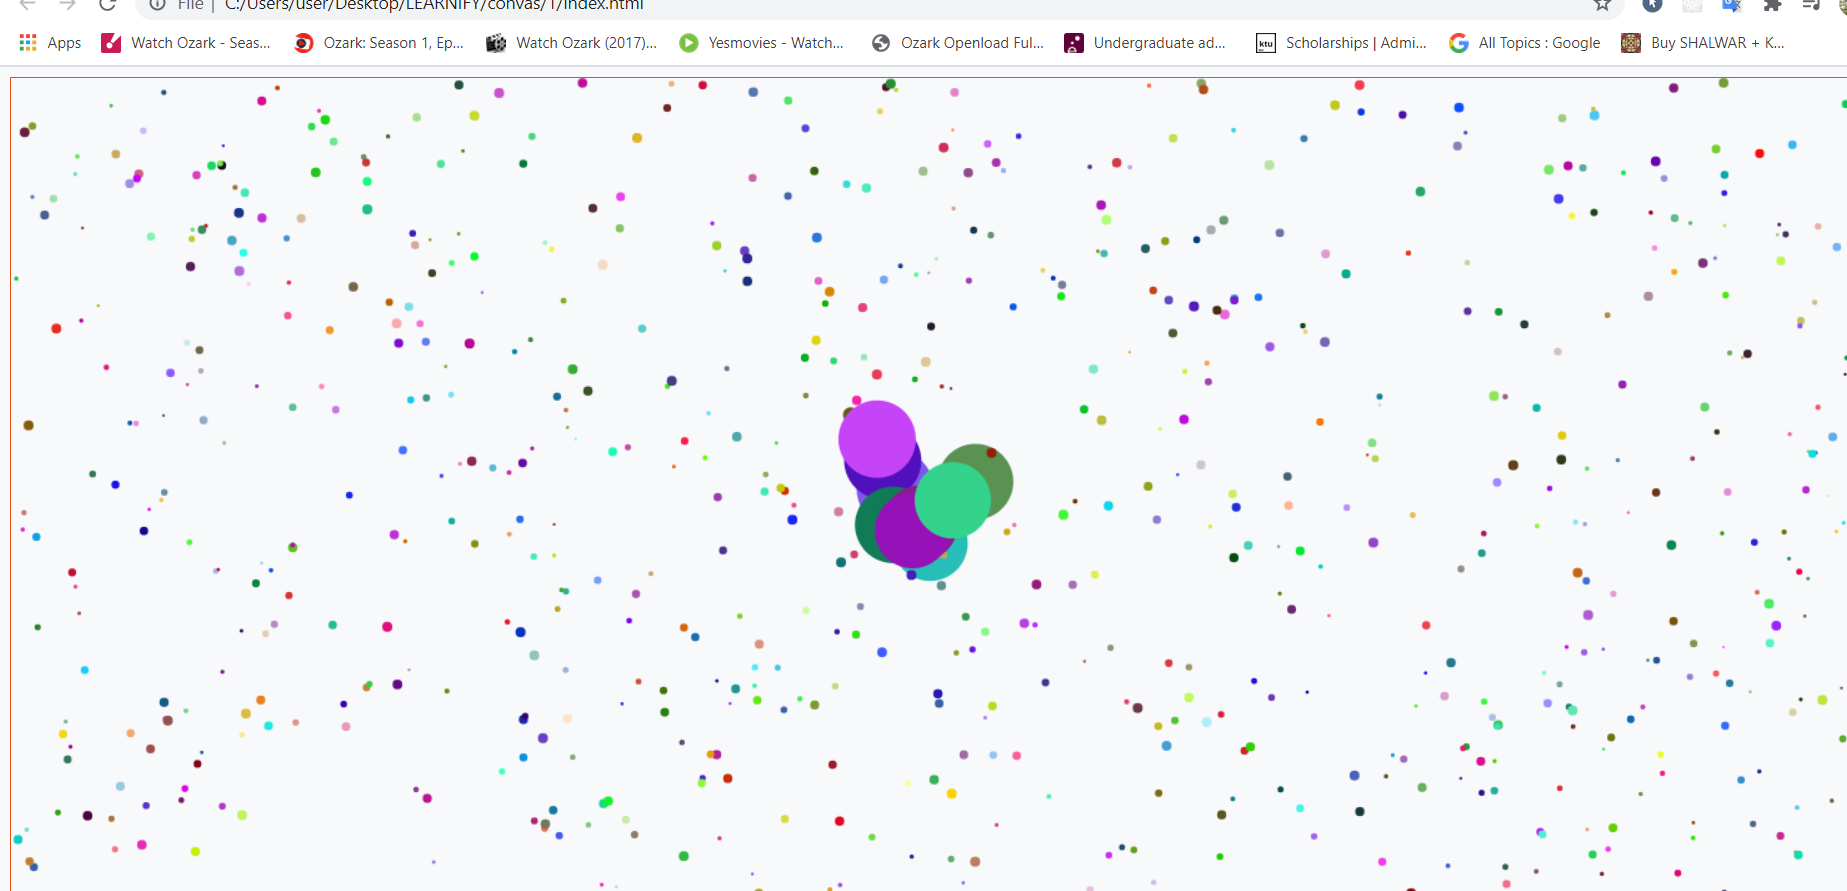 File | C:/Users/user/Desktop/LEARNIFY/convas/1/index.html
Apps Watch Ozark - Seas... Ozark: Season 1, Ep... Watch Ozark (2017)... Yesmovies - Watch... Ozark Openload Ful... Undergraduate ad... ktu Scholarships | Admi... All Topics : Google Buy SHALWAR + K...